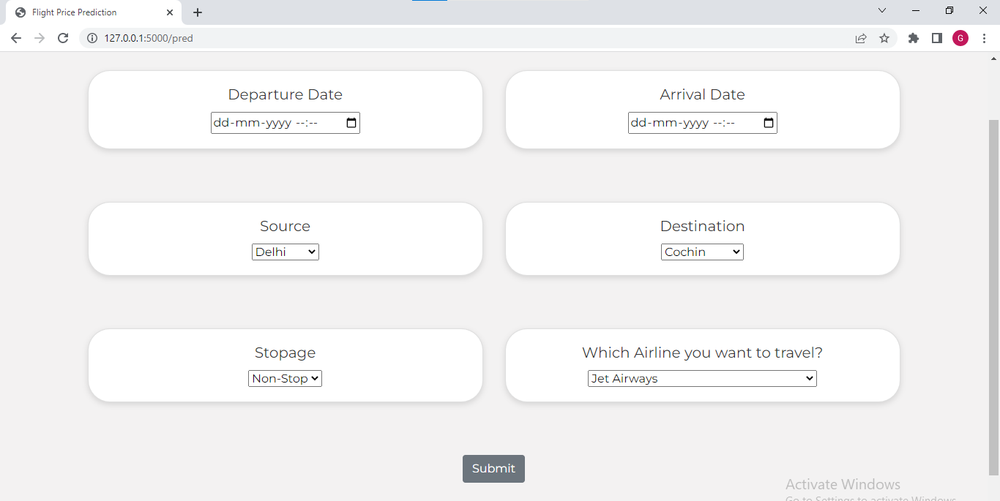 Flight Price Prediction
127.0.0.1:5000/pred
G
Departure Date
dd-mm-yyyy --:--
Arrival Date
dd-mm-yyyy --:--
Source
Delhi
Destination
Cochin
Stopage
Non-Stop
Which Airline you want to travel?
Jet Airways
Submit
Activate Windows
Go to Settings to activate Windows.